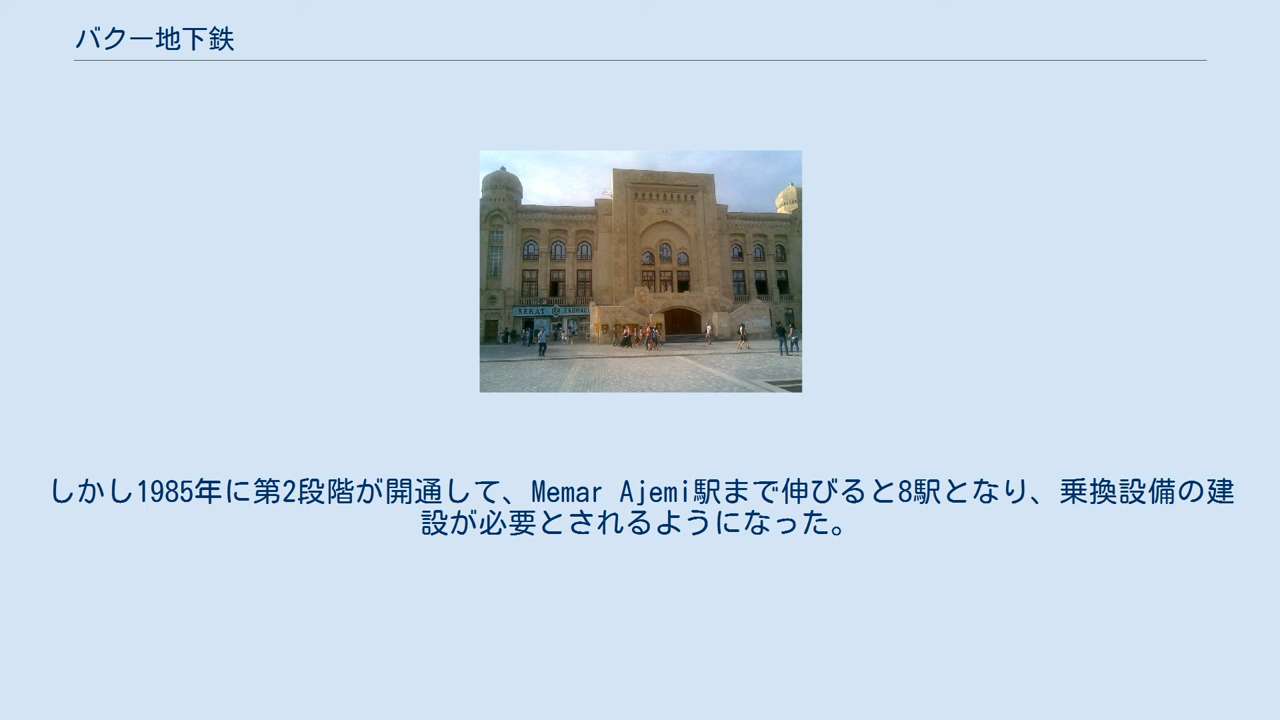 バクー地下鉄
しかし1985年に第2段階が開通して、Memar Ajemi駅まで伸びると8駅となり、乗換設備の建
設が必要とされるようになった。